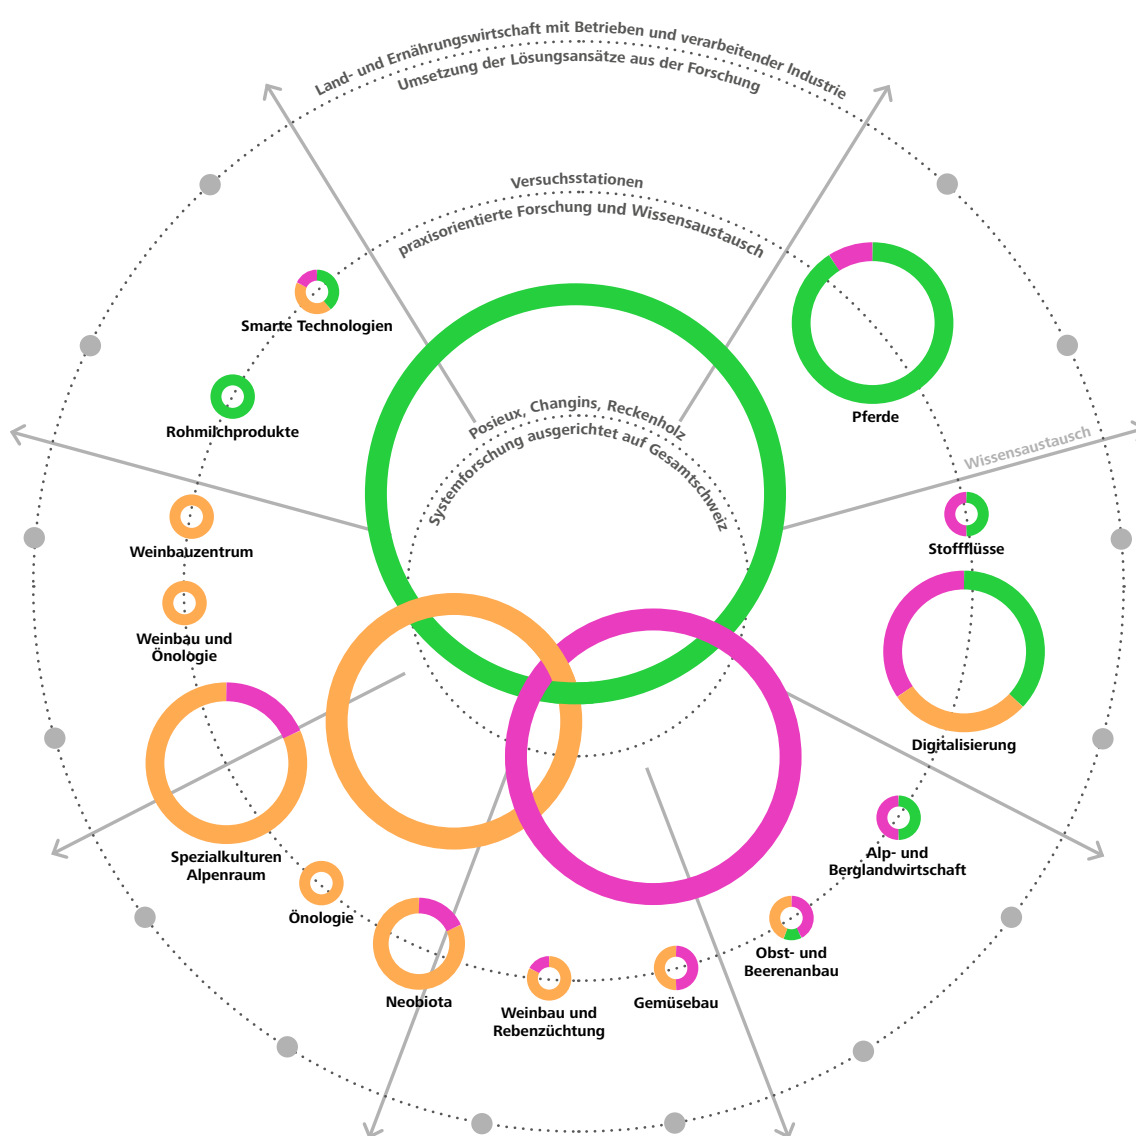 Land- und Ernährungswirtschaft mit Betrieben und verarbeitender Industrie
Umsetzung der Lösungsansätze aus der Forschung
Versuchsstationen
praxisorientierte Forschung und Wissensaustausch
Smarte Technologien
Rohmilchprodukte
Pferde
Posieux, Changins, Reckenholz
Systemforschung ausgerichtet auf Gesamtschweiz
Wissensaustausch
Weinbauzentrum
Stoffflüsse
Weinbau und
Önologie
Digitalisierung
Spezialkulturen
Alpenraum
Alp- und
Berglandwirtschaft
Önologie
Neobiota
Weinbau und
Rebenzüchtung
Gemüsebau
Obst- und
Beerenanbau